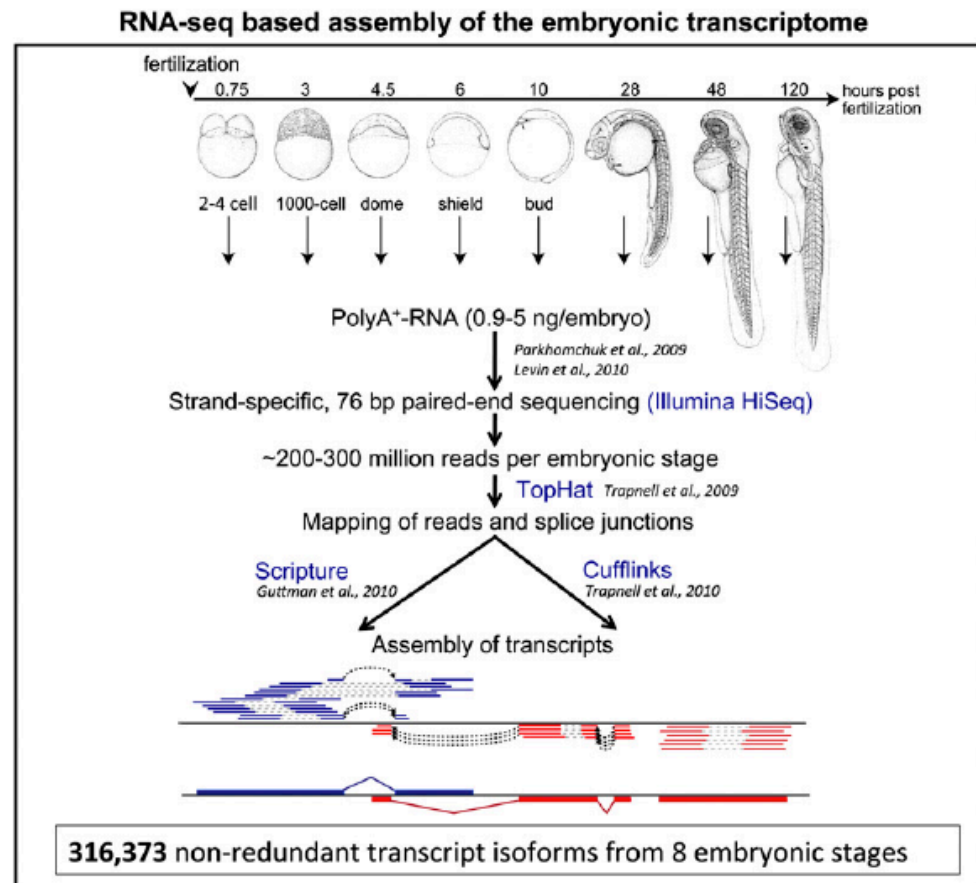 RNA-seq based assembly of the embryonic transcriptome
fertilization
0.75 3 4.5 6 10 28 48 120 hours post
fertilization
2-4 cell 1000-cell dome shield bud
PolyA⁺-RNA (0.9-5 ng/embryo)
Parkhomchuk et al., 2009
Levin et al., 2010
Strand-specific, 76 bp paired-end sequencing (Illumina HiSeq)
~200-300 million reads per embryonic stage
TopHat Trapnell et al., 2009
Mapping of reads and splice junctions
Scripture Cufflinks
Guttman et al., 2010 Trapnell et al., 2010
Assembly of transcripts
316,373 non-redundant transcript isoforms from 8 embryonic stages